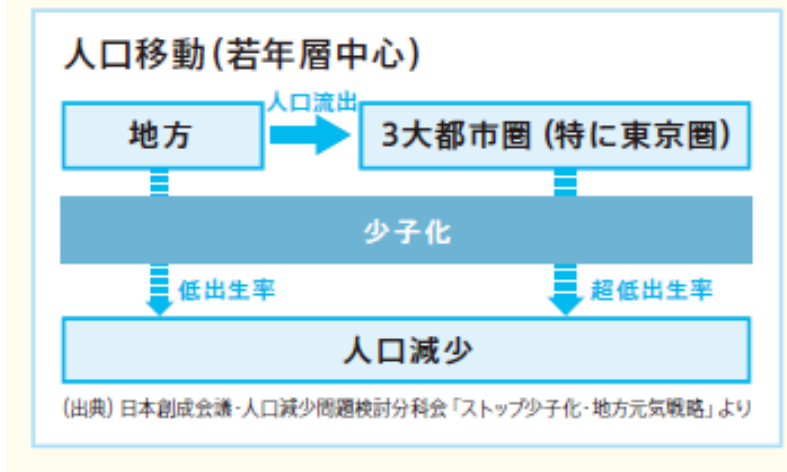 人口移動(若年層中心)
人口流出
地方
3大都市圏(特に東京圏)
少子化
低出生率
超低出生率
人口減少
(出典)日本創成会議・人口減少問題検討分科会「ストップ少子化・地方元気戦略」より